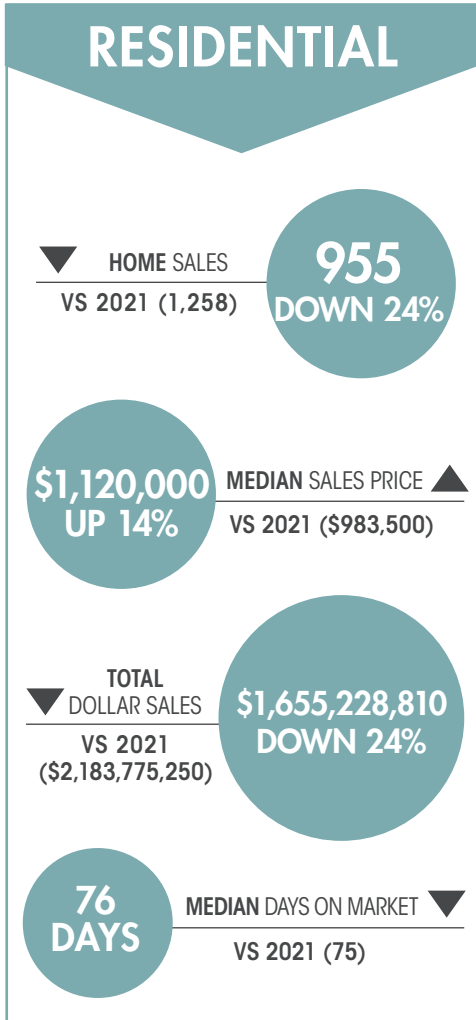 RESIDENTIAL
HOME SALES
VS 2021 (1,258)
955
DOWN 24%
$1,120,000
UP 14%
MEDIAN SALES PRICE
VS 2021 ($983,500)
TOTAL
DOLLAR SALES
VS 2021
($2,183,775,250)
$1,655,228,810
DOWN 24%
76
DAYS
MEDIAN DAYS ON MARKET
VS 2021 (75)